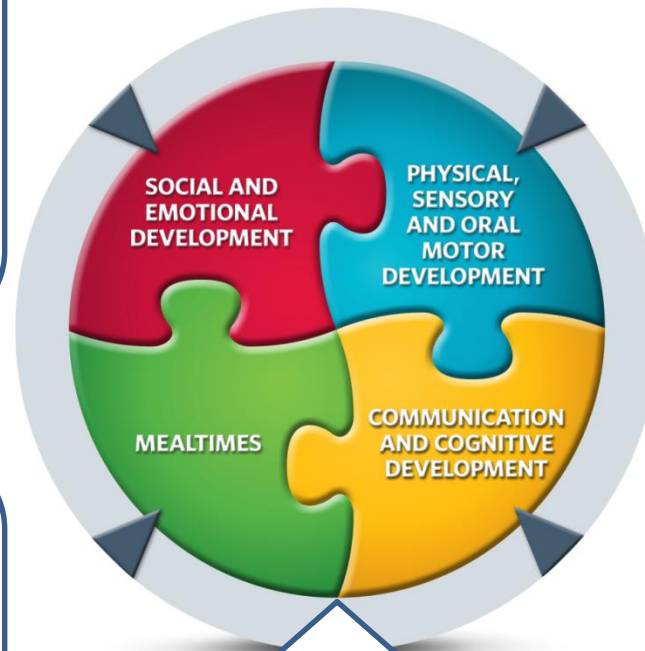 SOCIAL AND
EMOTIONAL
DEVELOPMENT
PHYSICAL,
SENSORY
AND ORAL
MOTOR
DEVELOPMENT
MEALTIMES
COMMUNICATION
AND COGNITIVE
DEVELOPMENT